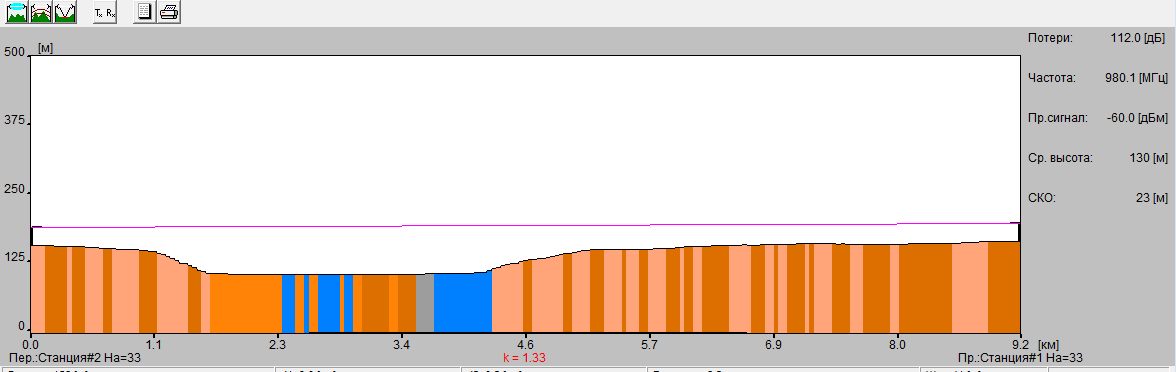 Tx Rx
500 [м]
375
250
125
0
0.0 1.1 2.3 3.4 4.6 5.7 6.9 8.0 9.2 [км]
Пер.:Станция#2 На=33
k = 1.33
Пр.:Станция#1 На=33
Потери: 112.0 [дБ]
Частота: 980.1 [МГц]
Пр.сигнал: -60.0 [дБм]
Ср. высота: 130 [м]
СКО: 23 [м]